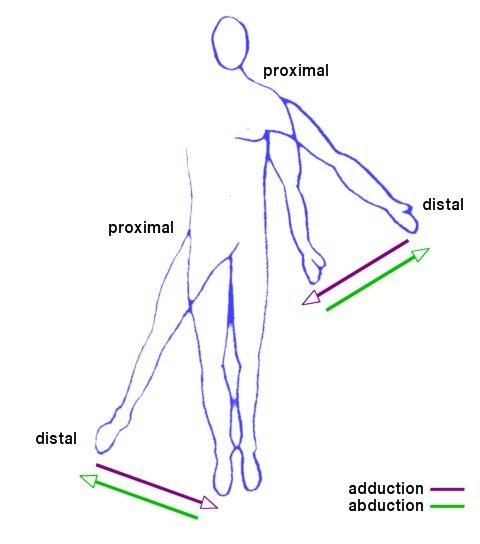 proximal
distal
proximal
distal
adduction
abduction